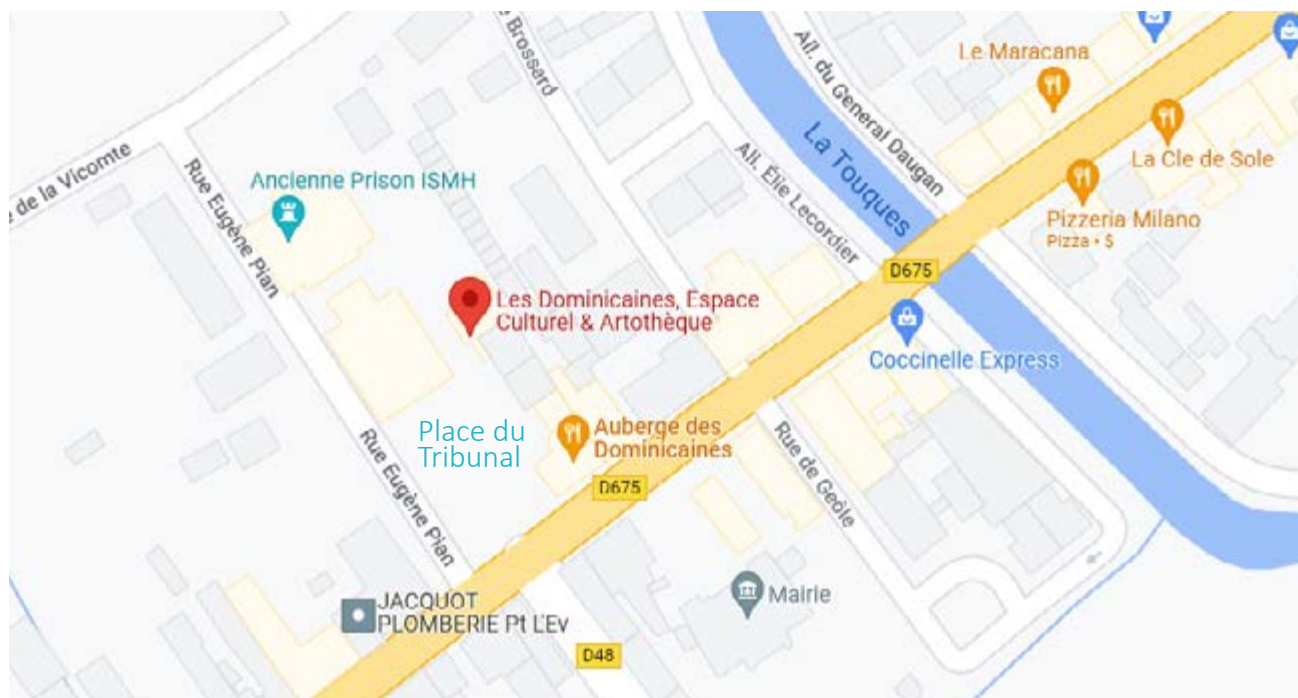 Brossard
All. du General Daugan
Le Maracana
La Touques
La Cle de Sole
de la Vicomte
Rue Eugène Pian
Ancienne Prison ISMH
All. Élie Lecordier
Pizzeria Milano
Pizza • $
D675
Les Dominicaines, Espace
Culturel & Artothèque
Coccinelle Express
Place du
Tribunal
Auberge des
Dominicaines
Rue de Geôle
D675
Rue Eugène Pian
Mairie
JACQUOT
PLOMBERIE Pt L'Ev
D48